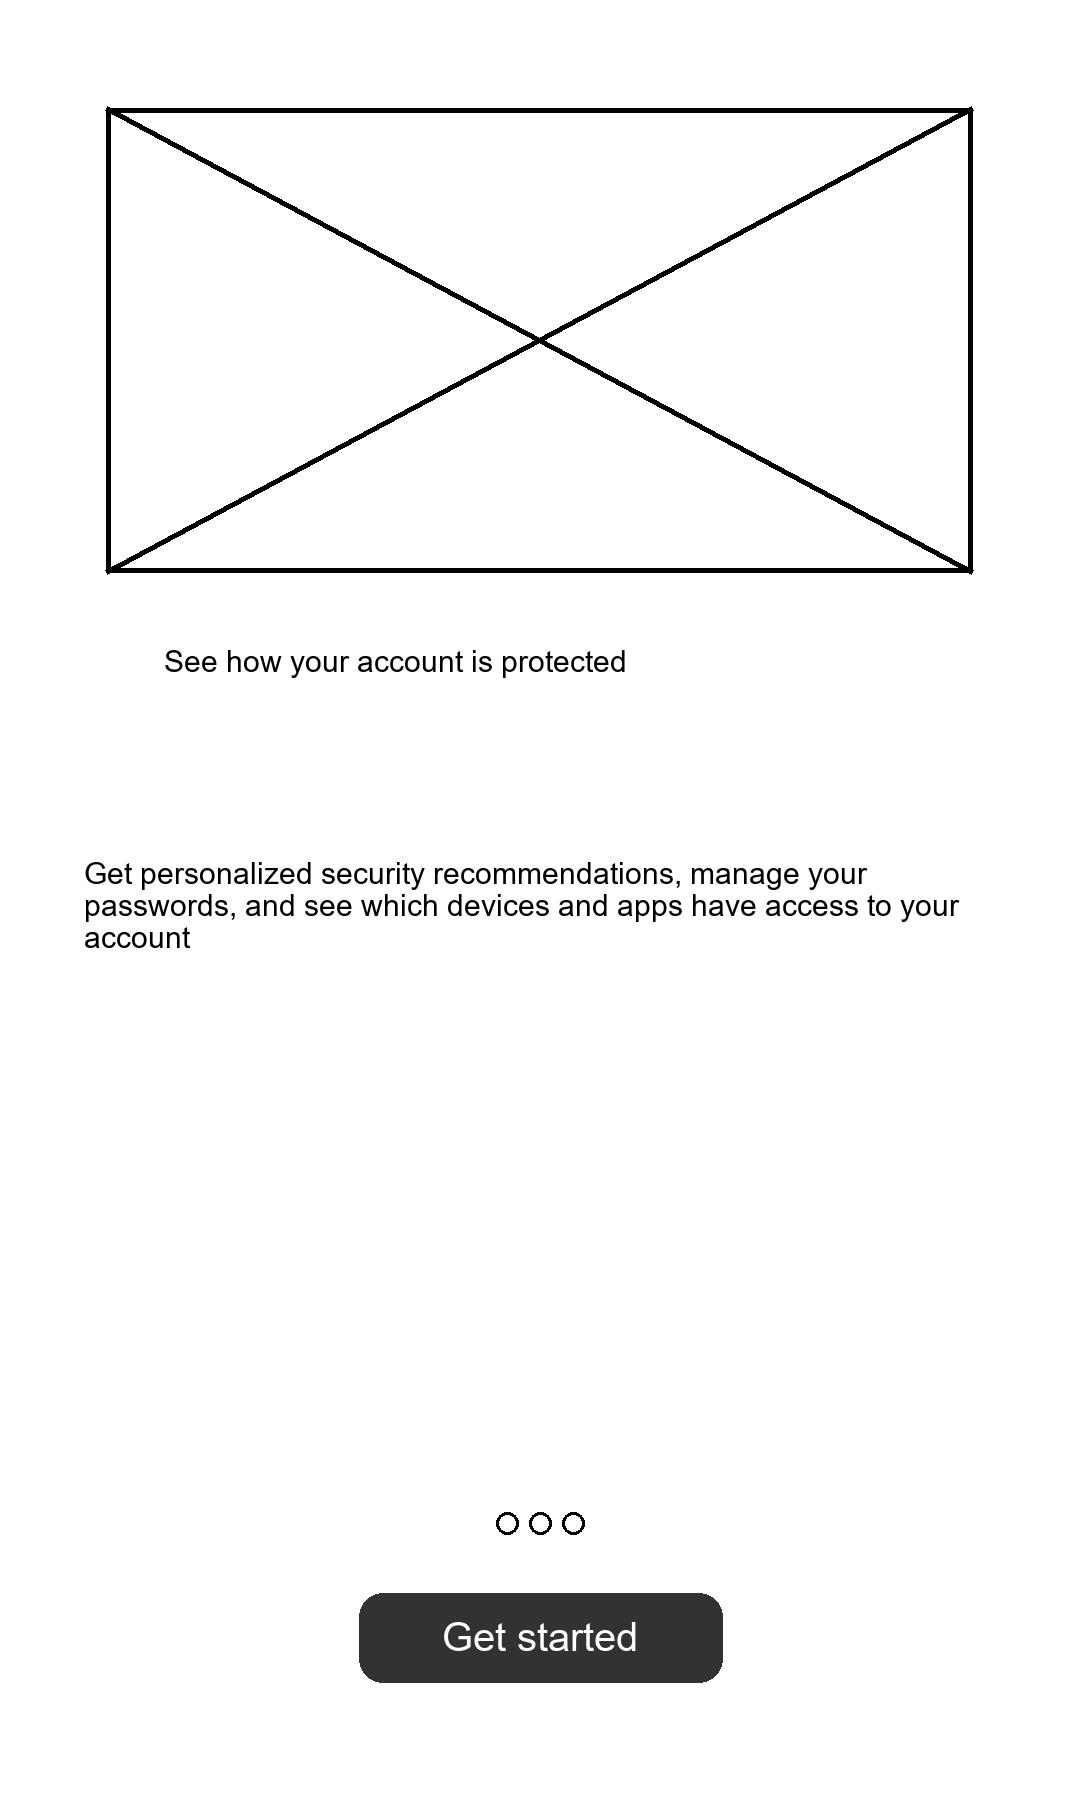 See how your account is protected
Get personalized security recommendations, manage your
passwords, and see which devices and apps have access to your
account
Get started